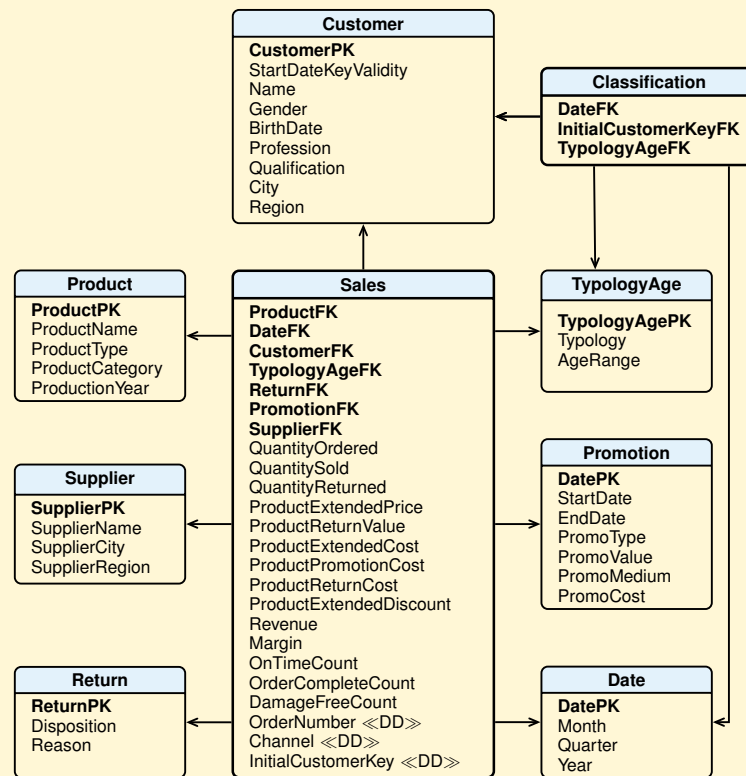 Customer
CustomerPK
StartDateKeyValidity
Name
Gender
BirthDate
Profession
Qualification
City
Region
Classification
DateFK
InitialCustomerKeyFK
TypologyAgeFK
Product
ProductPK
ProductName
ProductType
ProductCategory
ProductionYear
Sales
ProductFK
DateFK
CustomerFK
TypologyAgeFK
ReturnFK
PromotionFK
SupplierFK
QuantityOrdered
QuantitySold
QuantityReturned
ProductExtendedPrice
ProductReturnValue
ProductExtendedCost
ProductPromotionCost
ProductReturnCost
ProductExtendedDiscount
Revenue
Margin
OnTimeCount
OrderCompleteCount
DamageFreeCount
OrderNumber ≪DD≫
Channel ≪DD≫
InitialCustomerKey ≪DD≫
TypologyAge
TypologyAgePK
Typology
AgeRange
Supplier
SupplierPK
SupplierName
SupplierCity
SupplierRegion
Promotion
DatePK
StartDate
EndDate
PromoType
PromoValue
PromoMedium
PromoCost
Return
ReturnPK
Disposition
Reason
Date
DatePK
Month
Quarter
Year